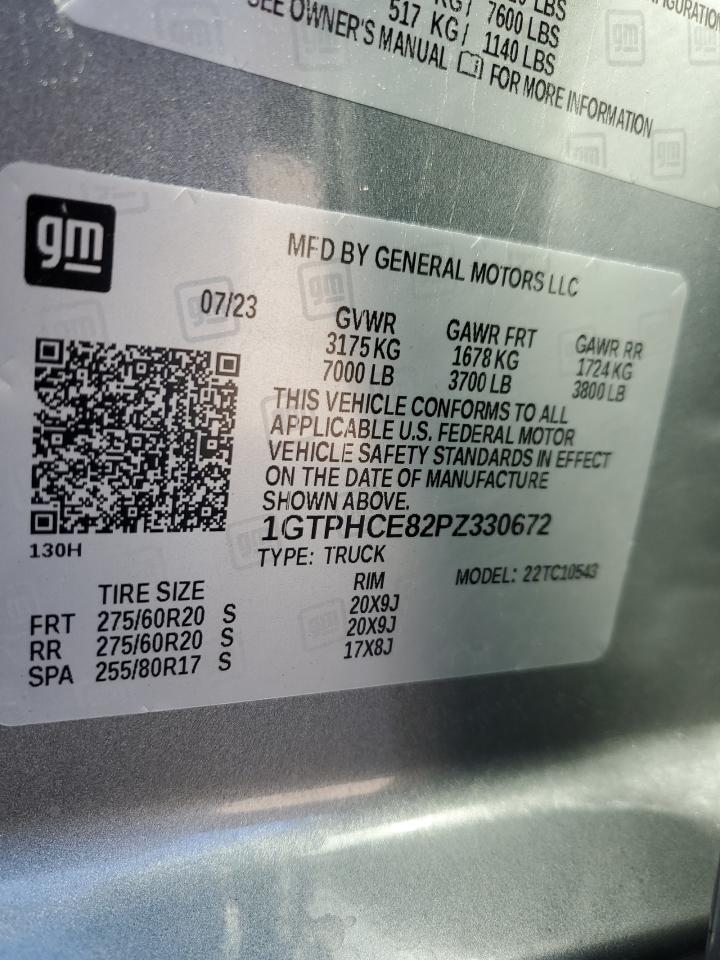 7600 LBS
517 KG/ 1140 LBS
SEE OWNER'S MANUAL FOR MORE INFORMATION
gm
MFD BY GENERAL MOTORS LLC
07/23
GVWR GAWR FRT GAWR RR
3175 KG 1678 KG 1724 KG
7000 LB 3700 LB 3800 LB
THIS VEHICLE CONFORMS TO ALL
APPLICABLE U.S. FEDERAL MOTOR
VEHICLE SAFETY STANDARDS IN EFFECT
ON THE DATE OF MANUFACTURE
SHOWN ABOVE.
1GTPHCE82PZ330672
130H
TYPE: TRUCK
MODEL: 22TC10543
TIRE SIZE RIM
FRT 275/60R20 S 20X9J
RR 275/60R20 S 20X9J
SPA 255/80R17 S 17X8J